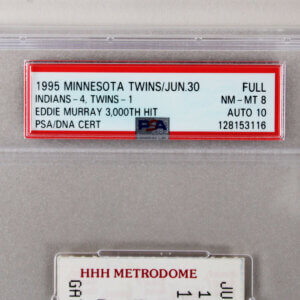 1995 MINNESOTA TWINS/JUN.30 FULL
INDIANS-4, TWINS-1 NM-MT 8
EDDIE MURRAY 3,000TH HIT AUTO 10
PSA/DNA CERT 128153116
PSA
HHH METRODOME